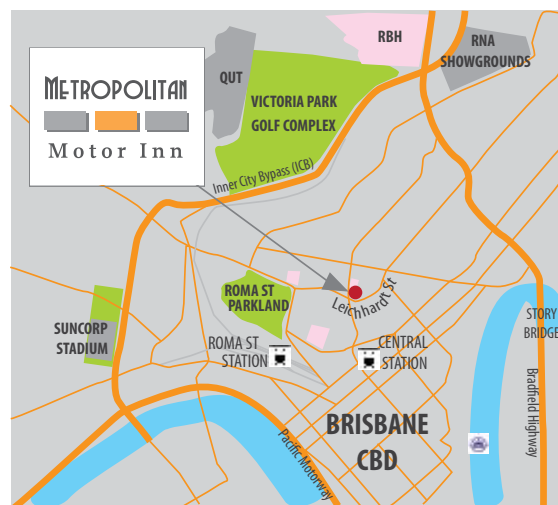 METROPOLITAN
Motor Inn
QUT
RBH
RNA
SHOWGROUNDS
VICTORIA PARK
GOLF COMPLEX
Inner City Bypass (ICB)
ROMA ST
PARKLAND
Leichhardt St
SUNCORP
STADIUM
ROMA ST
STATION
CENTRAL
STATION
STORY
BRIDGE
BRISBANE
CBD
Pacific Motorway
Bradfield Highway